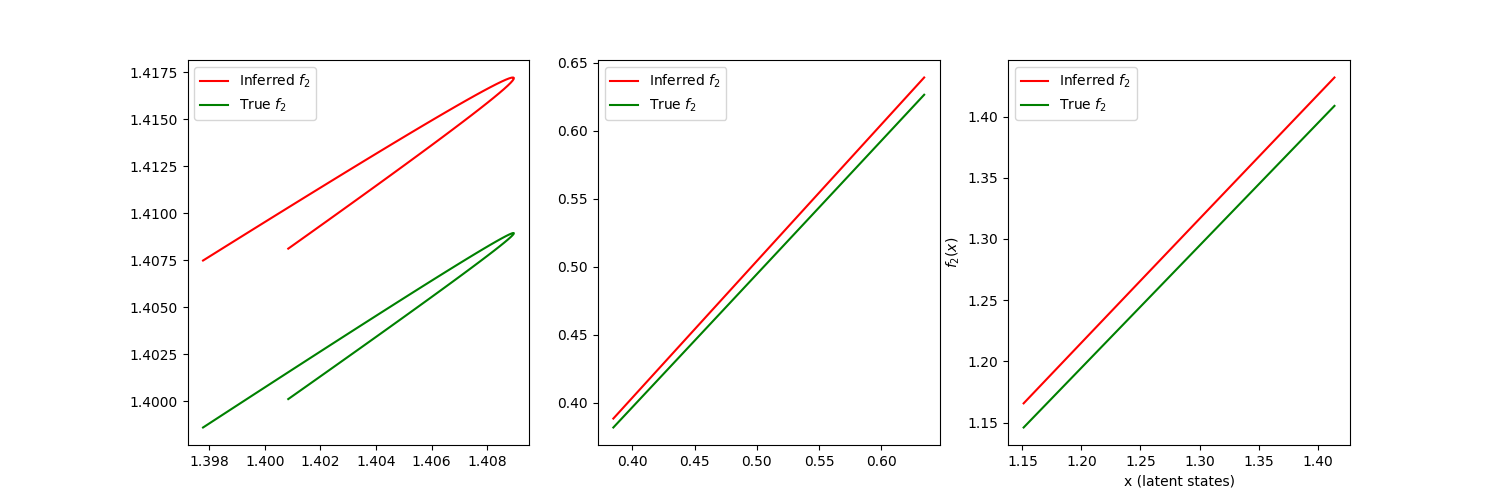 Inferred f₂
True f₂
1.4175
1.4150
1.4125
1.4100
1.4075
1.4050
1.4025
1.4000
1.398 1.400 1.402 1.404 1.406 1.408
Inferred f₂
True f₂
0.65
0.60
0.55
0.50
0.45
0.40
0.40 0.45 0.50 0.55 0.60
Inferred f₂
True f₂
f₂(x)
1.40
1.35
1.30
1.25
1.20
1.15
1.15 1.20 1.25 1.30 1.35 1.40
x (latent states)